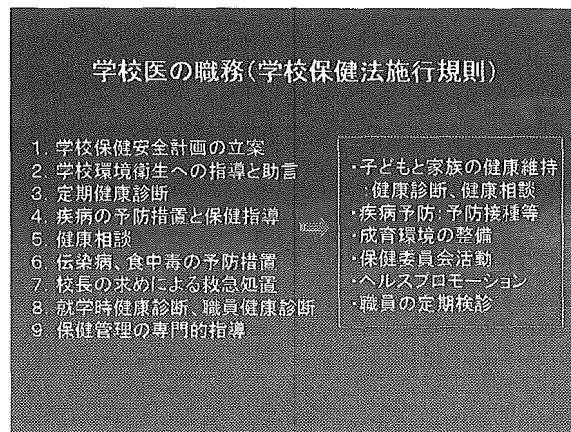 学校医の職務(学校保健法施行規則)
1. 学校保健安全計画の立案
2. 学校環境衛生への指導と助言
3. 定期健康診断
4. 疾病の予防措置と保健指導
5. 健康相談
6. 伝染病、食中毒の予防措置
7. 校長の求めによる救急処置
8. 就学時健康診断、職員健康診断
9. 保健管理の専門的指導
・子どもと家族の健康維持
:健康診断、健康相談
・疾病予防:予防接種等
・成育環境の整備
・保健委員会活動
・ヘルスプロモーション
・職員の定期検診